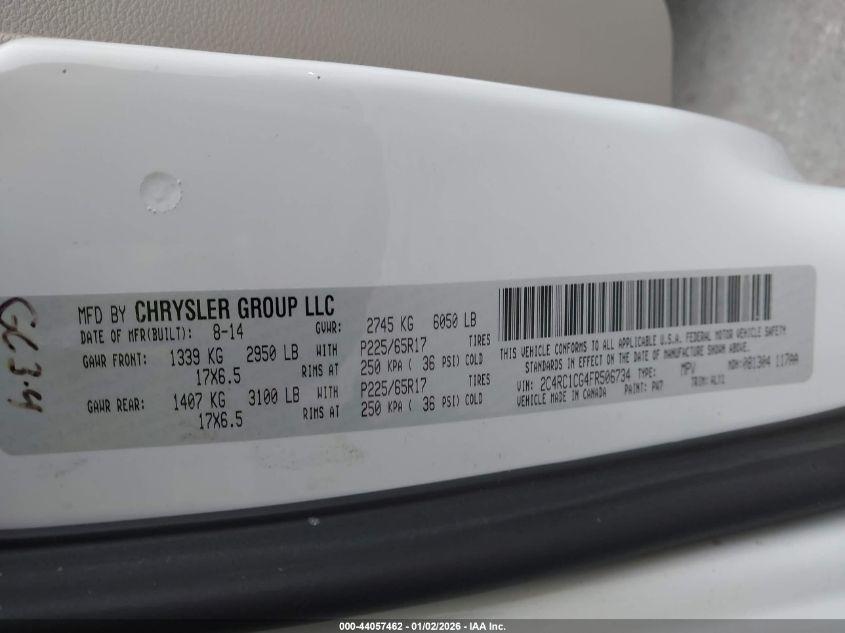 MFD BY CHRYSLER GROUP LLC
DATE OF MFR(BUILT): 8-14 GVWR: 2745 KG 6050 LB
GAWR FRONT: 1339 KG 2950 LB WITH P225/65R17 TIRES
17X6.5 RIMS AT 250 KPA ( 36 PSI) COLD
GAWR REAR: 1407 KG 3100 LB WITH P225/65R17 TIRES
17X6.5 RIMS AT 250 KPA ( 36 PSI) COLD
THIS VEHICLE CONFORMS TO ALL APPLICABLE U.S.A. FEDERAL MOTOR VEHICLE SAFETY
STANDARDS IN EFFECT ON THE DATE OF MANUFACTURE SHOWN ABOVE.
VIN: 2C4RC1CG4FR506734 TYPE: MPV MDH: 081304 117AA
VEHICLE MADE IN CANADA PAINT: PW7 TRIM:
000-44057462 - 01/02/2026 - IAA Inc.